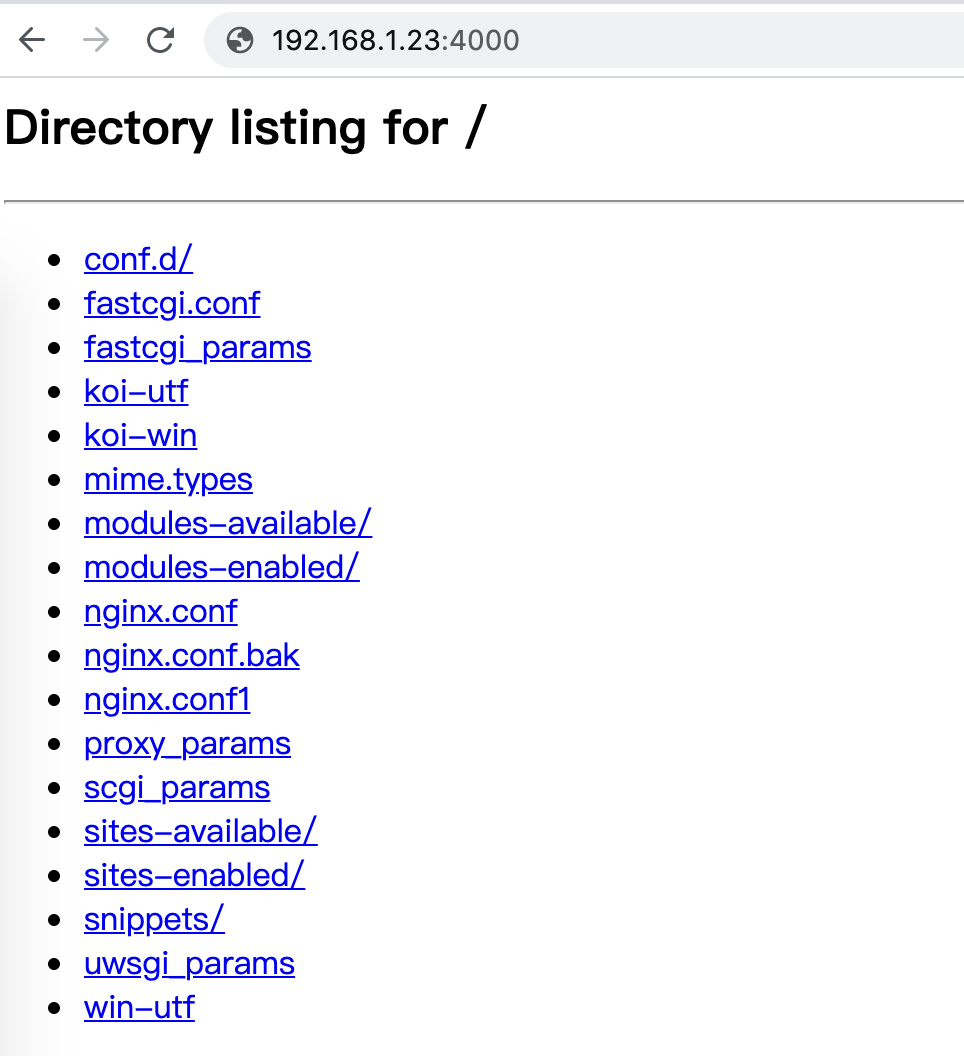 192.168.1.23:4000
Directory listing for /
conf.d/
fastcgi.conf
fastcgi_params
koi-utf
koi-win
mime.types
modules-available/
modules-enabled/
nginx.conf
nginx.conf.bak
nginx.conf1
proxy_params
scgi_params
sites-available/
sites-enabled/
snippets/
uwsgi_params
win-utf